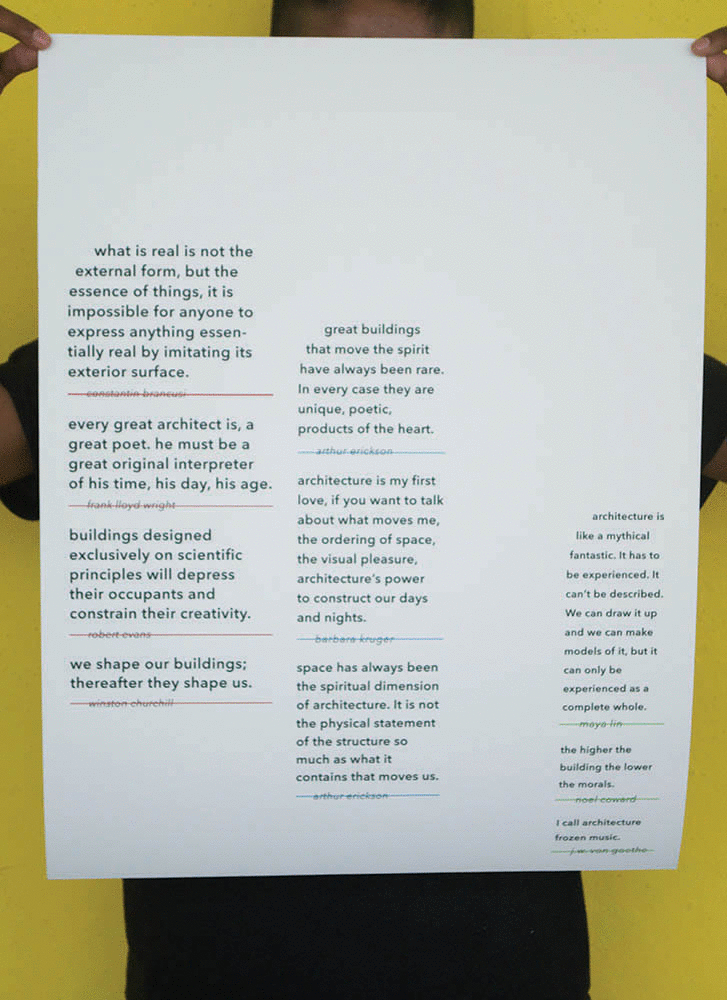 what is real is not the
external form, but the
essence of things, it is
impossible for anyone to
express anything essen-
tially real by imitating its
exterior surface.
constantin brancusi
every great architect is, a
great poet. he must be a
great original interpreter
of his time, his day, his age.
frank lloyd wright
buildings designed
exclusively on scientific
principles will depress
their occupants and
constrain their creativity.
robert evans
we shape our buildings;
thereafter they shape us.
winston churchill
great buildings
that move the spirit
have always been rare.
In every case they are
unique, poetic,
products of the heart.
arthur erickson
architecture is my first
love, if you want to talk
about what moves me,
the ordering of space,
the visual pleasure,
architecture's power
to construct our days
and nights.
barbara kruger
space has always been
the spiritual dimension
of architecture. It is not
the physical statement
of the structure so
much as what it
contains that moves us.
arthur erickson
architecture is
like a mythical
fantastic. It has to
be experienced. It
can't be described.
We can draw it up
and we can make
models of it, but it
can only be
experienced as a
complete whole.
maya lin
the higher the
building the lower
the morals.
noel coward
I call architecture
frozen music.
j.w. von goethe